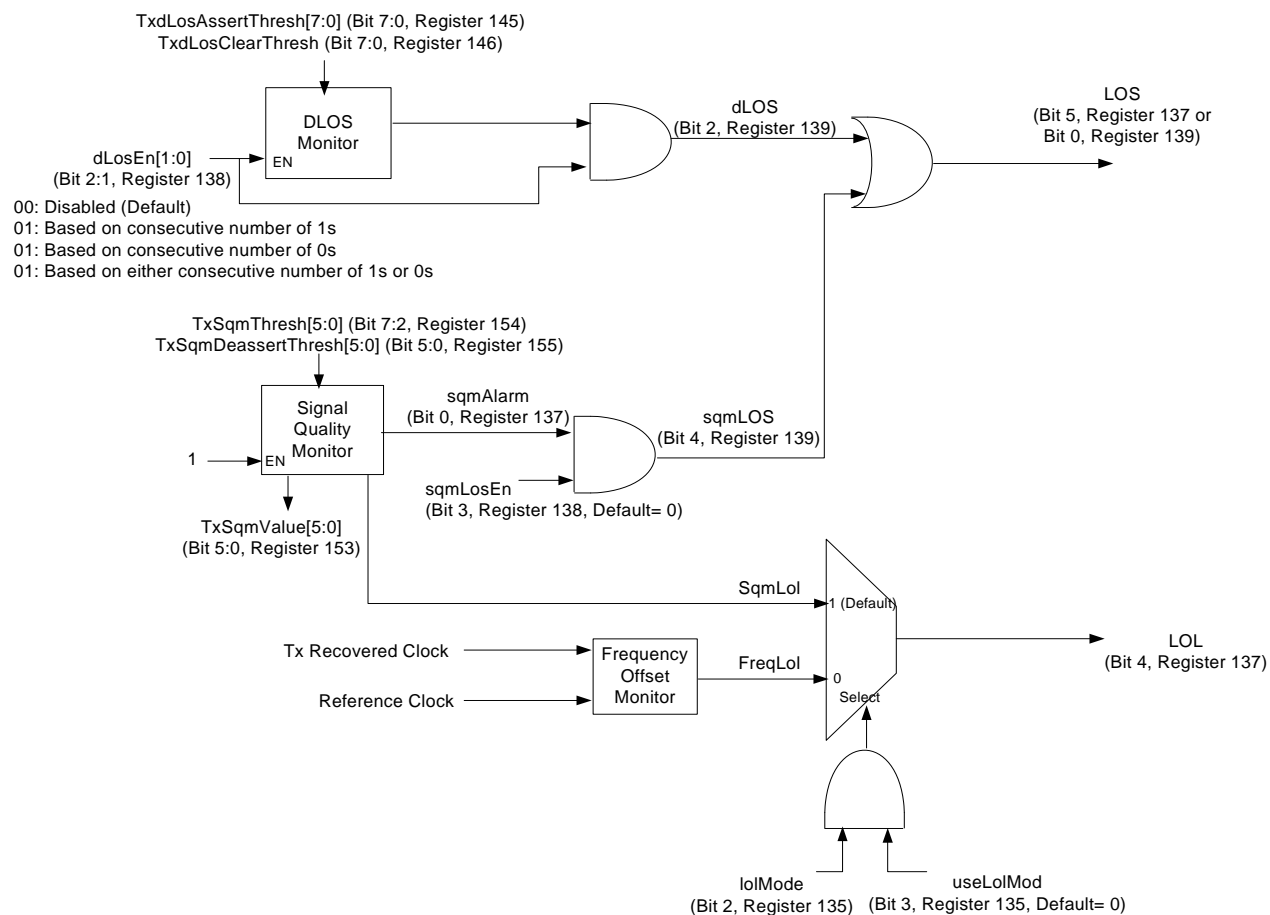 TxdLosAssertThresh[7:0] (Bit 7:0, Register 145)
TxdLosClearThresh (Bit 7:0, Register 146)
DLOS
Monitor
EN
dLosEn[1:0]
(Bit 2:1, Register 138)
00: Disabled (Default)
01: Based on consecutive number of 1s
01: Based on consecutive number of 0s
01: Based on either consecutive number of 1s or 0s
dLOS
(Bit 2, Register 139)
LOS
(Bit 5, Register 137 or
Bit 0, Register 139)
TxSqmThresh[5:0] (Bit 7:2, Register 154)
TxSqmDeassertThresh[5:0] (Bit 5:0, Register 155)
Signal
Quality
Monitor
1
EN
sqmAlarm
(Bit 0, Register 137)
sqmLOS
(Bit 4, Register 139)
sqmLosEn
(Bit 3, Register 138, Default= 0)
TxSqmValue[5:0]
(Bit 5:0, Register 153)
SqmLol
1 (Default)
Tx Recovered Clock
Reference Clock
Frequency
Offset
Monitor
FreqLol
0
Select
LOL
(Bit 4, Register 137)
lolMode
(Bit 2, Register 135)
useLolMod
(Bit 3, Register 135, Default= 0)